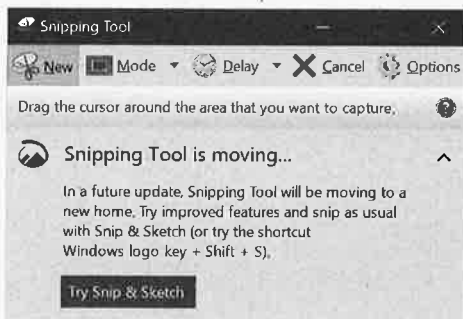 Snipping Tool
New Mode Delay Cancel Options
Drag the cursor around the area that you want to capture.
Snipping Tool is moving...
In a future update, Snipping Tool will be moving to a
new home. Try improved features and snip as usual
with Snip & Sketch (or try the shortcut
Windows logo key + Shift + S).
Try Snip & Sketch